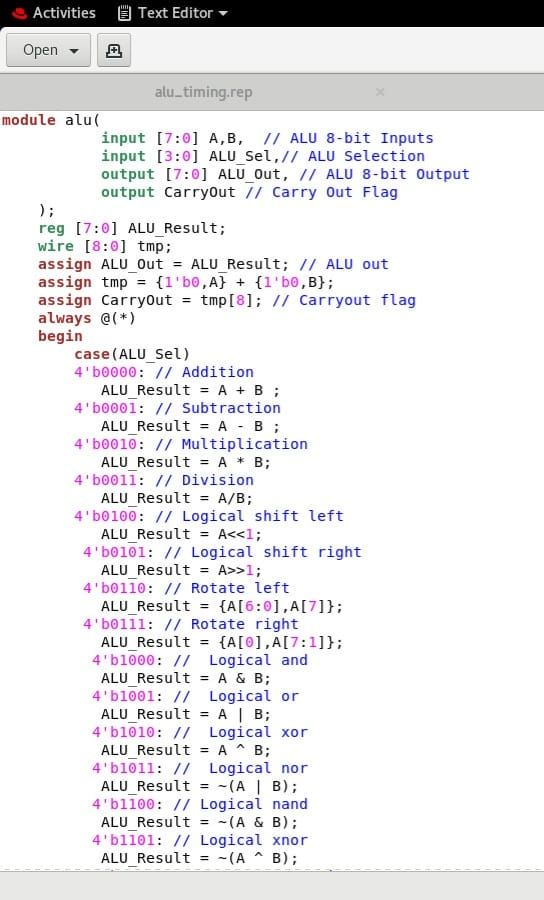 Activities Text Editor
Open
alu_timing.rep
module alu(
input [7:0] A,B, // ALU 8-bit Inputs
input [3:0] ALU_Sel,// ALU Selection
output [7:0] ALU_Out, // ALU 8-bit Output
output CarryOut // Carry Out Flag
);
reg [7:0] ALU_Result;
wire [8:0] tmp;
assign ALU_Out = ALU_Result; // ALU out
assign tmp = {1'b0,A} + {1'b0,B};
assign CarryOut = tmp[8]; // Carryout flag
always @(*)
begin
case(ALU_Sel)
4'b0000: // Addition
ALU_Result = A + B ;
4'b0001: // Subtraction
ALU_Result = A - B ;
4'b0010: // Multiplication
ALU_Result = A * B;
4'b0011: // Division
ALU_Result = A/B;
4'b0100: // Logical shift left
ALU_Result = A<<1;
4'b0101: // Logical shift right
ALU_Result = A>>1;
4'b0110: // Rotate left
ALU_Result = {A[6:0],A[7]};
4'b0111: // Rotate right
ALU_Result = {A[0],A[7:1]};
4'b1000: //  Logical and
ALU_Result = A & B;
4'b1001: //  Logical or
ALU_Result = A | B;
4'b1010: //  Logical xor
ALU_Result = A ^ B;
4'b1011: //  Logical nor
ALU_Result = ~(A | B);
4'b1100: // Logical nand
ALU_Result = ~(A & B);
4'b1101: // Logical xnor
ALU_Result = ~(A ^ B);